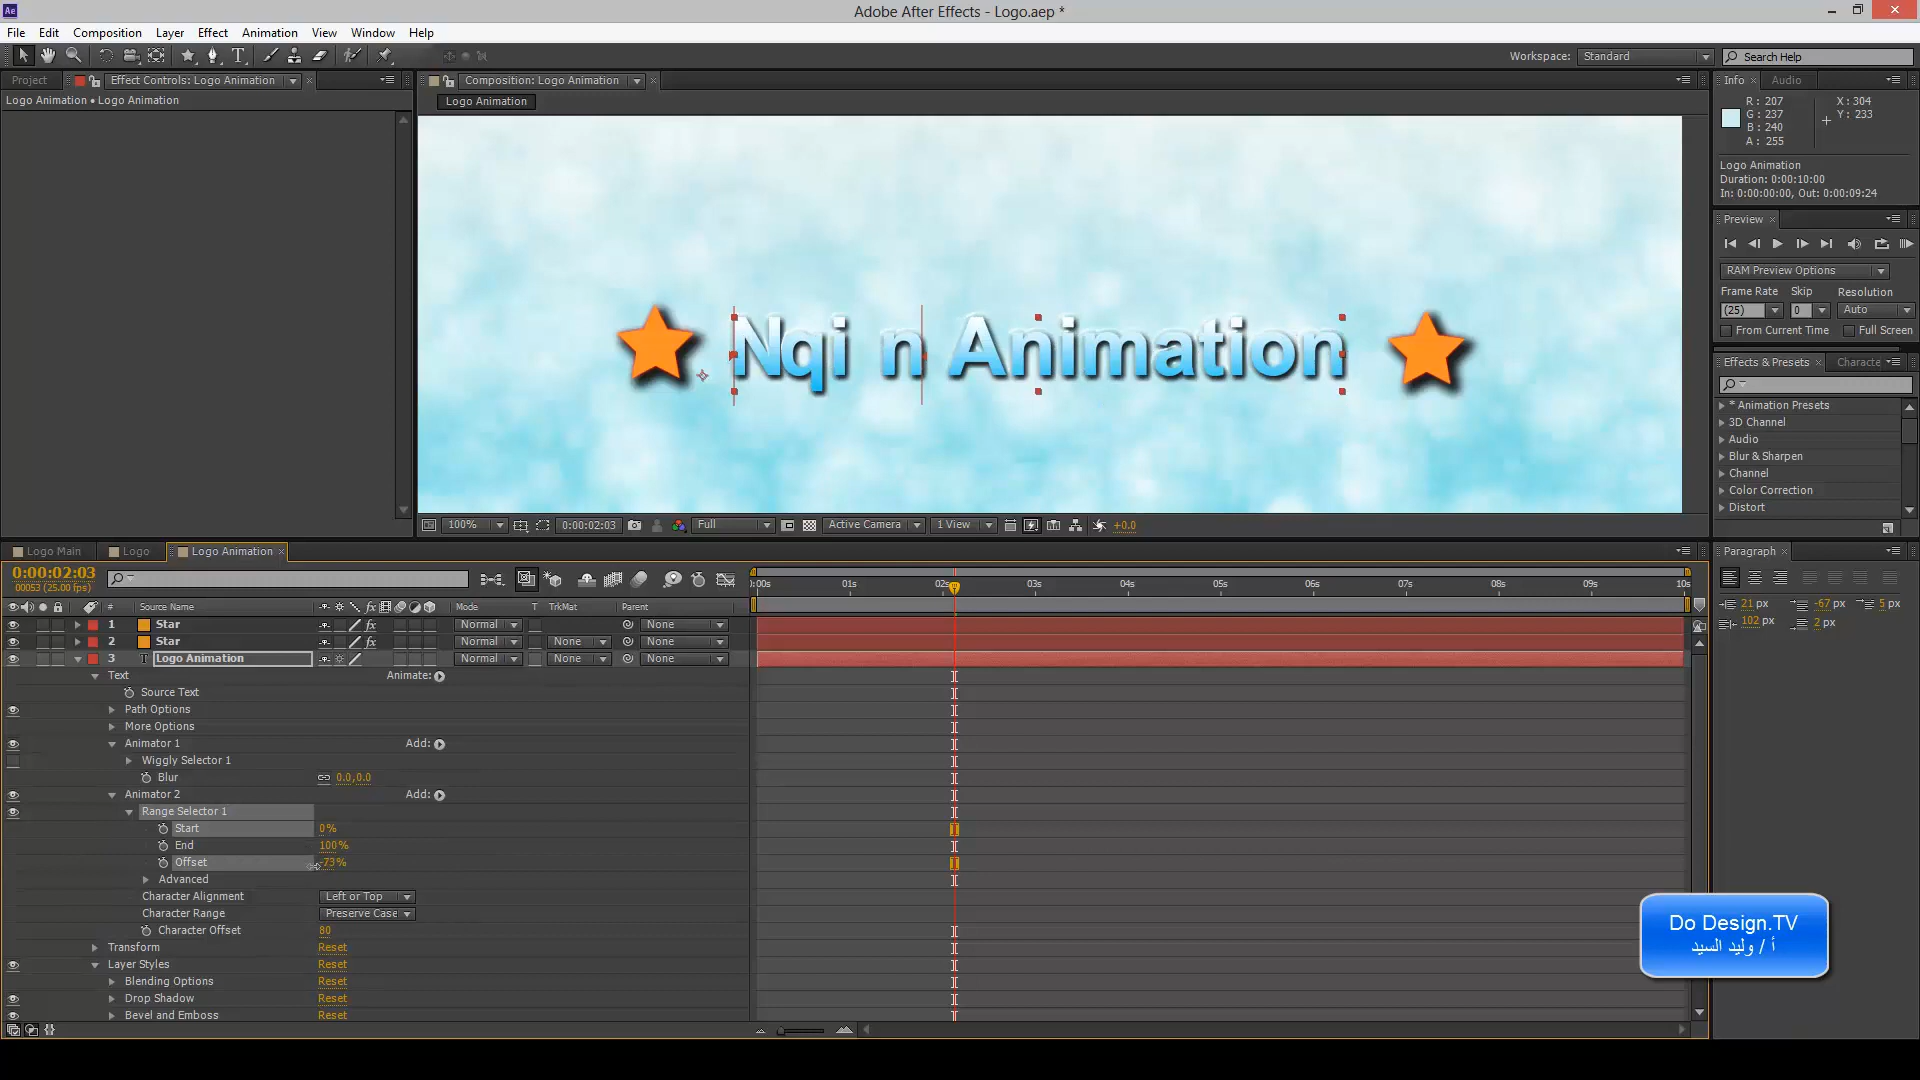 Adobe After Effects - Logo.aep *
File Edit Composition Layer Effect Animation View Window Help
Workspace: Standard Search Help
Project Effect Controls: Logo Animation Composition: Logo Animation Info Audio
Logo Animation • Logo Animation
Logo Animation
R: 207 X: 304
G: 237 Y: 233
B: 240
A: 255
Logo Animation
Duration: 0:00:10:00
In: 0:00:00:00, Out: 0:00:09:24
Preview
RAM Preview Options
Frame Rate Skip Resolution
(25) 0 Auto
From Current Time Full Screen
Effects & Presets Characte
* Animation Presets
3D Channel
Audio
Blur & Sharpen
Channel
Color Correction
Distort
Nqi n Animation
100% 0:00:02:03 Full Active Camera 1 View +0.0
Logo Main Logo Logo Animation Paragraph
0:00:02:03
00053 (25.00 fps)
:00s 01s 02s 03s 04s 05s 06s 07s 08s 09s 10s
# Source Name fx Mode T TrkMat Parent
1 Star fx Normal None
2 Star fx Normal None None
3 T Logo Animation Normal None None
21 px -67 px 5 px
102 px 2 px
Text Animate:
Source Text
Path Options
More Options
Animator 1 Add:
Wiggly Selector 1
Blur 0.0,0.0
Animator 2 Add:
Range Selector 1
Start 0%
End 100%
Offset -73%
Advanced
Character Alignment Left or Top
Character Range Preserve Case
Character Offset 80
Transform Reset
Layer Styles Reset
Blending Options Reset
Drop Shadow Reset
Bevel and Emboss Reset
Do Design.TV
أ / وليد السيد